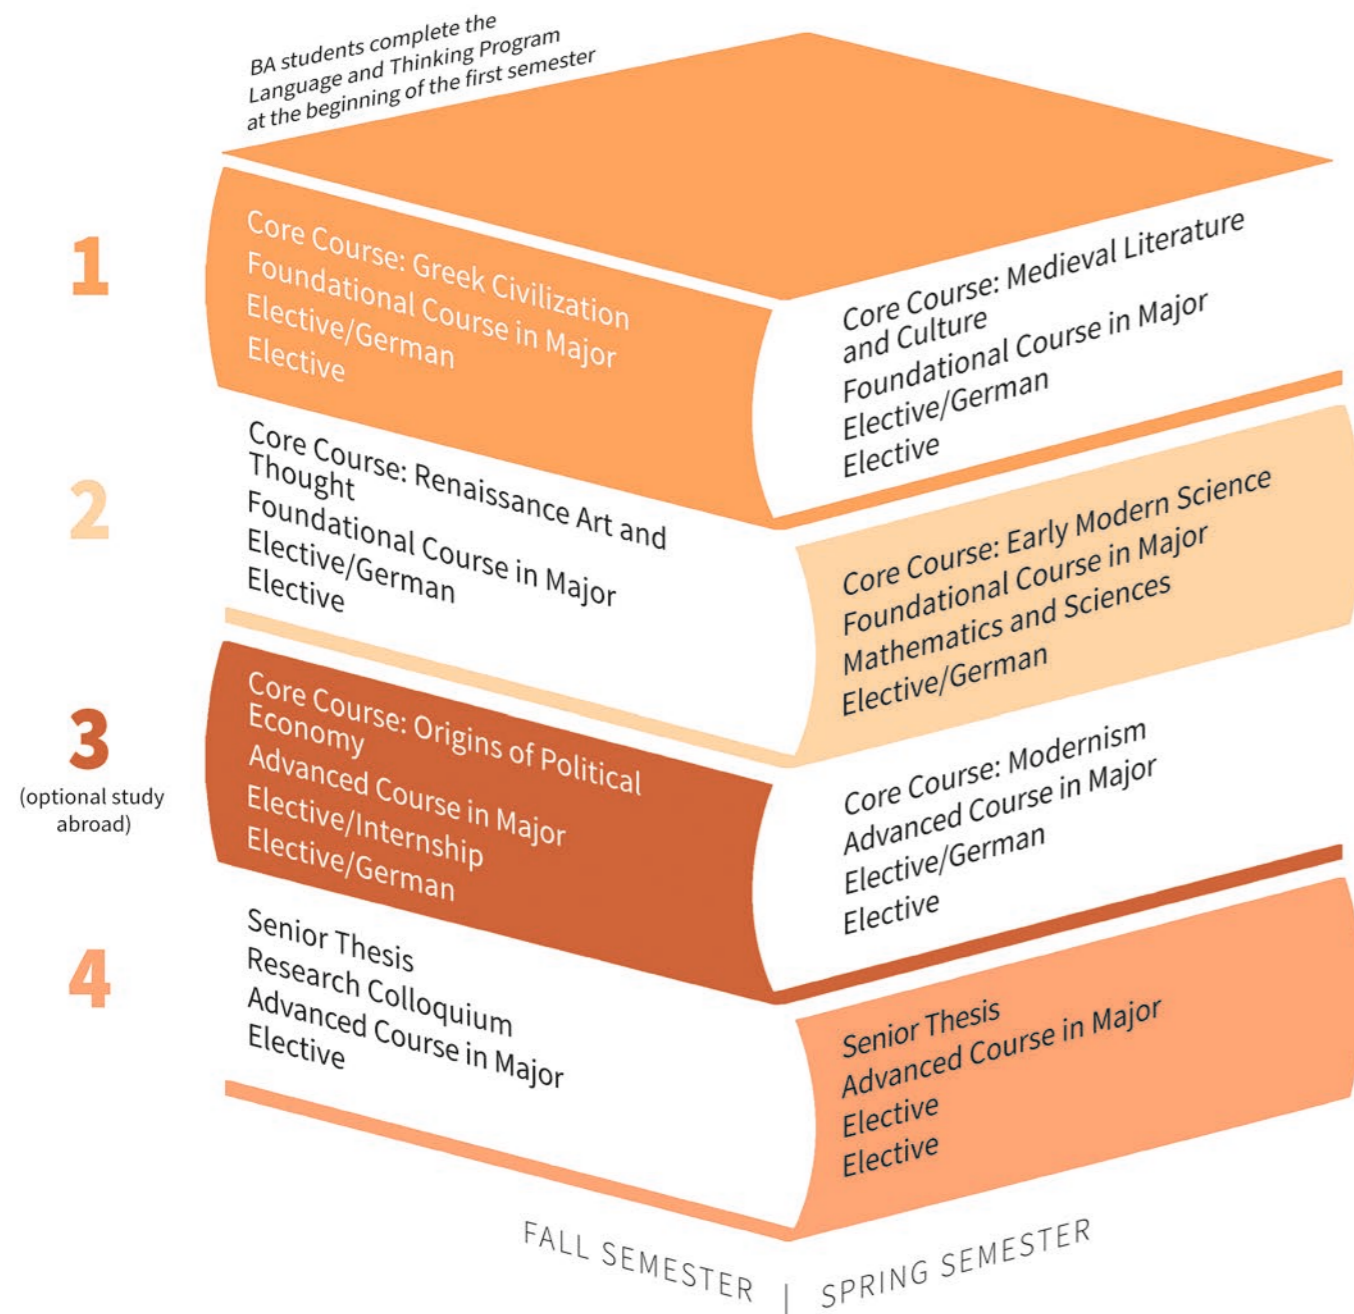 BA students complete the
Language and Thinking Program
at the beginning of the first semester
1
Core Course: Greek Civilization
Foundational Course in Major
Elective/German
Elective
Core Course: Medieval Literature
and Culture
Foundational Course in Major
Elective/German
Elective
2
Core Course: Renaissance Art and
Thought
Foundational Course in Major
Elective/German
Elective
Core Course: Early Modern Science
Foundational Course in Major
Mathematics and Sciences
Elective/German
3
(optional study
abroad)
Core Course: Origins of Political
Economy
Advanced Course in Major
Elective/Internship
Elective/German
Core Course: Modernism
Advanced Course in Major
Elective/German
Elective
4
Senior Thesis
Research Colloquium
Advanced Course in Major
Elective
Senior Thesis
Advanced Course in Major
Elective
Elective
FALL SEMESTER | SPRING SEMESTER